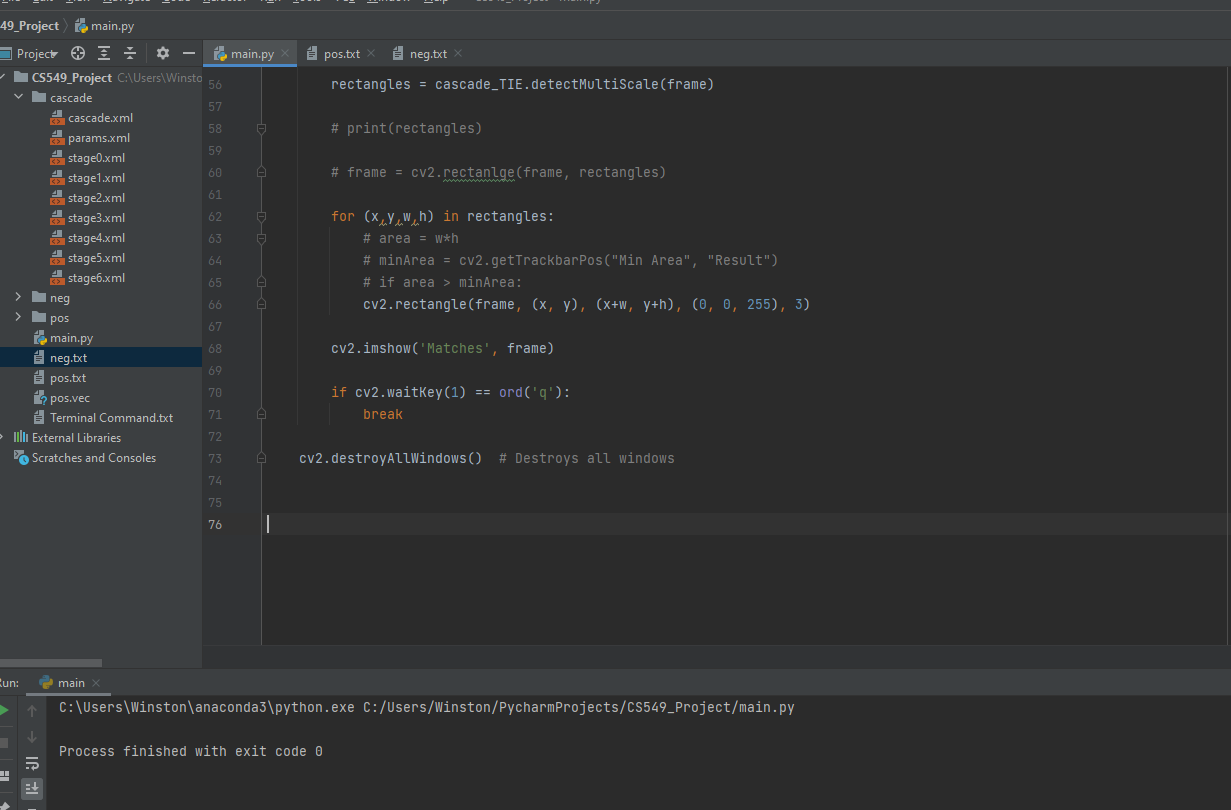 549_Project main.py
Project
main.py
pos.txt
neg.txt
CS549_Project C:\Users\Winsto
cascade
cascade.xml
params.xml
stage0.xml
stage1.xml
stage2.xml
stage3.xml
stage4.xml
stage5.xml
stage6.xml
neg
pos
main.py
neg.txt
pos.txt
pos.vec
Terminal Command.txt
External Libraries
Scratches and Consoles
56 rectangles = cascade_TIE.detectMultiScale(frame)
57
58 # print(rectangles)
59
60 # frame = cv2.rectanlge(frame, rectangles)
61
62 for (x,y,w,h) in rectangles:
63 # area = w*h
64 # minArea = cv2.getTrackbarPos("Min Area", "Result")
65 # if area > minArea:
66 cv2.rectangle(frame, (x, y), (x+w, y+h), (0, 0, 255), 3)
67
68 cv2.imshow('Matches', frame)
69
70 if cv2.waitKey(1) == ord('q'):
71 break
72
73 cv2.destroyAllWindows() # Destroys all windows
74
75
76
Run: main
C:\Users\Winston\anaconda3\python.exe C:/Users/Winston/PycharmProjects/CS549_Project/main.py
Process finished with exit code 0